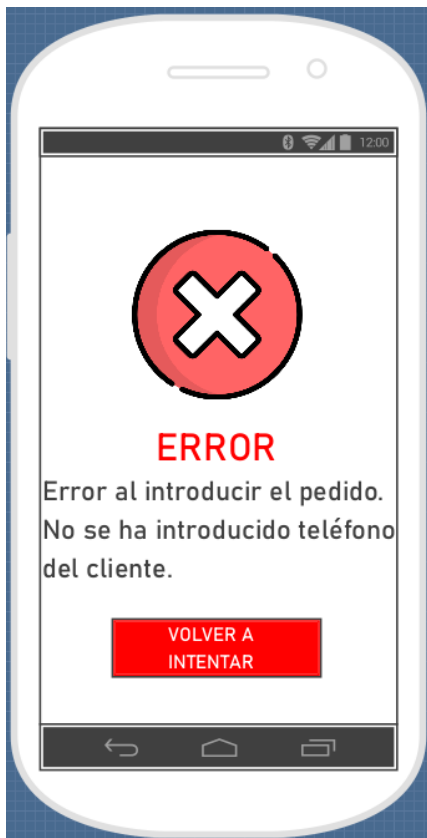 12:00
ERROR
Error al introducir el pedido.
No se ha introducido teléfono
del cliente.
VOLVER A
INTENTAR